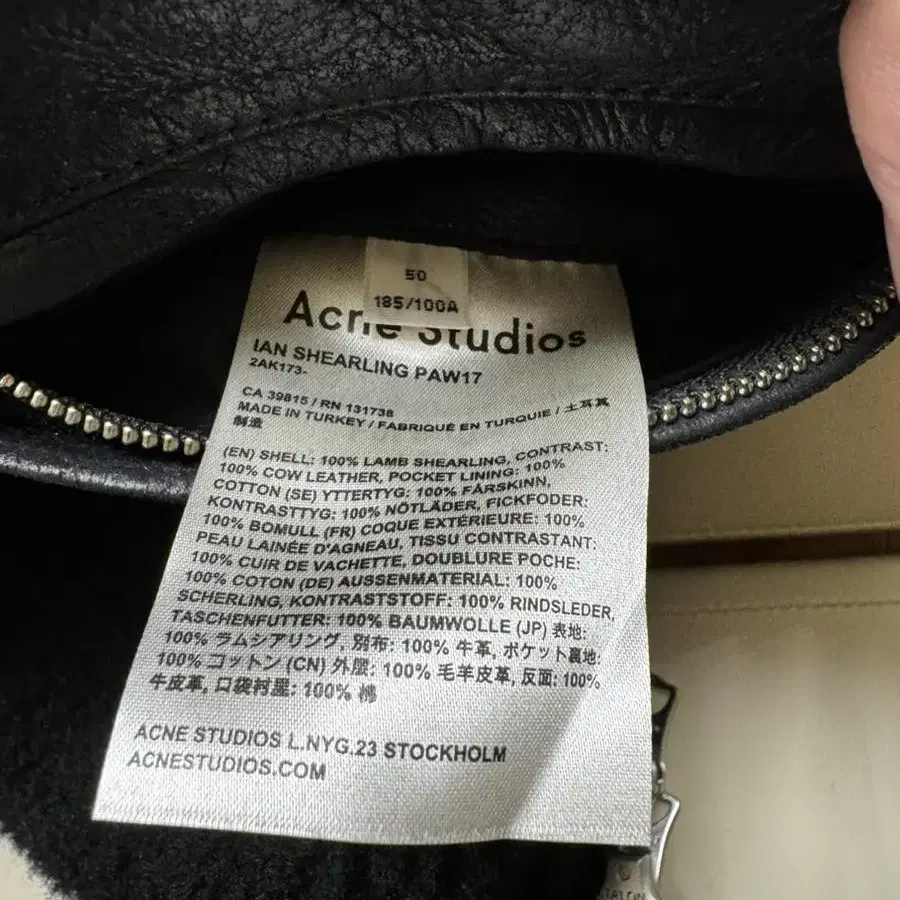 50
185/100A
Acne Studios
IAN SHEARLING PAW17
2AK173-
CA 39815 / RN 131738
MADE IN TURKEY / FABRIQUÉ EN TURQUIE / 土耳其
制造
(EN) SHELL: 100% LAMB SHEARLING, CONTRAST:
100% COW LEATHER, POCKET LINING: 100%
COTTON (SE) YTTERTYG: 100% FÅRSKINN,
KONTRASTTYG: 100% NÖTLÄDER, FICKFODER:
100% BOMULL (FR) COQUE EXTÉRIEURE: 100%
PEAU LAINÉE D'AGNEAU, TISSU CONTRASTANT:
100% CUIR DE VACHETTE, DOUBLURE POCHE:
100% COTON (DE) AUSSENMATERIAL: 100%
SCHERLING, KONTRASTSTOFF: 100% RINDSLEDER,
TASCHENFUTTER: 100% BAUMWOLLE (JP) 表地:
100% ラムシアリング, 別布: 100% 牛革, ポケット裏地:
100% コットン (CN) 外层: 100% 毛羊皮革, 反面: 100%
牛皮革, 口袋衬里: 100% 棉
ACNE STUDIOS L.NYG.23 STOCKHOLM
ACNESTUDIOS.COM